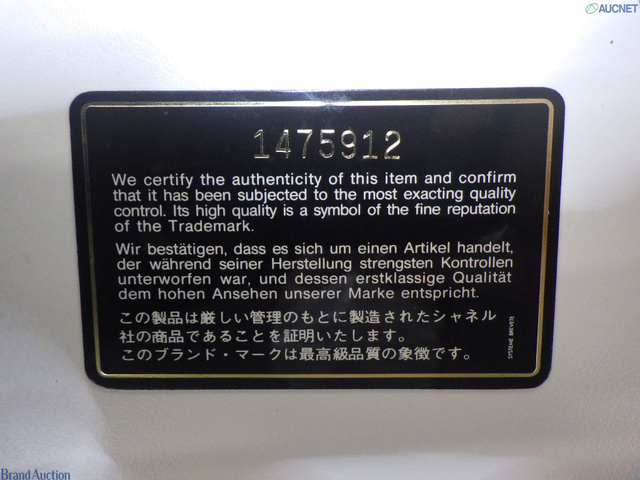 AUCNET
1475912
We certify the authenticity of this item and confirm
that it has been subjected to the most exacting quality
control. Its high quality is a symbol of the fine reputation
of the Trademark.
Wir bestätigen, dass es sich um einen Artikel handelt,
der während seiner Herstellung strengsten Kontrollen
unterworfen war, und dessen erstklassige Qualität
dem hohen Ansehen unserer Marke entspricht.
この製品は厳しい管理のもとに製造されたシャネル
社の商品であることを証明いたします。
このブランド・マークは最高級品質の象徴です。
SYSTEME BREVETE
Brand Auction